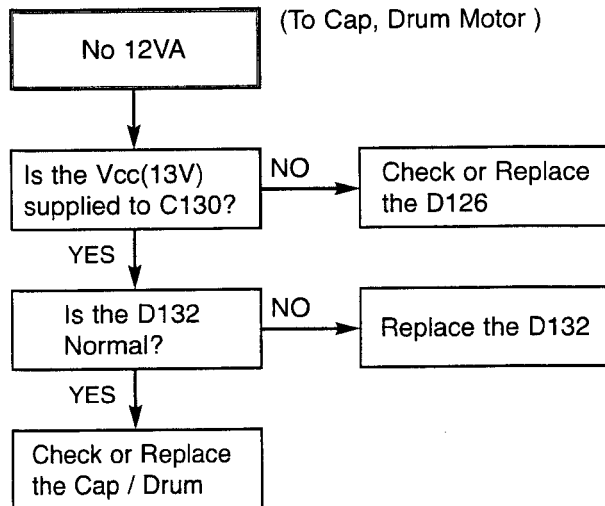 (To Cap, Drum Motor )
No 12VA
Is the Vcc(13V)
supplied to C130?
NO
Check or Replace
the D126
YES
Is the D132
Normal?
NO
Replace the D132
YES
Check or Replace
the Cap / Drum